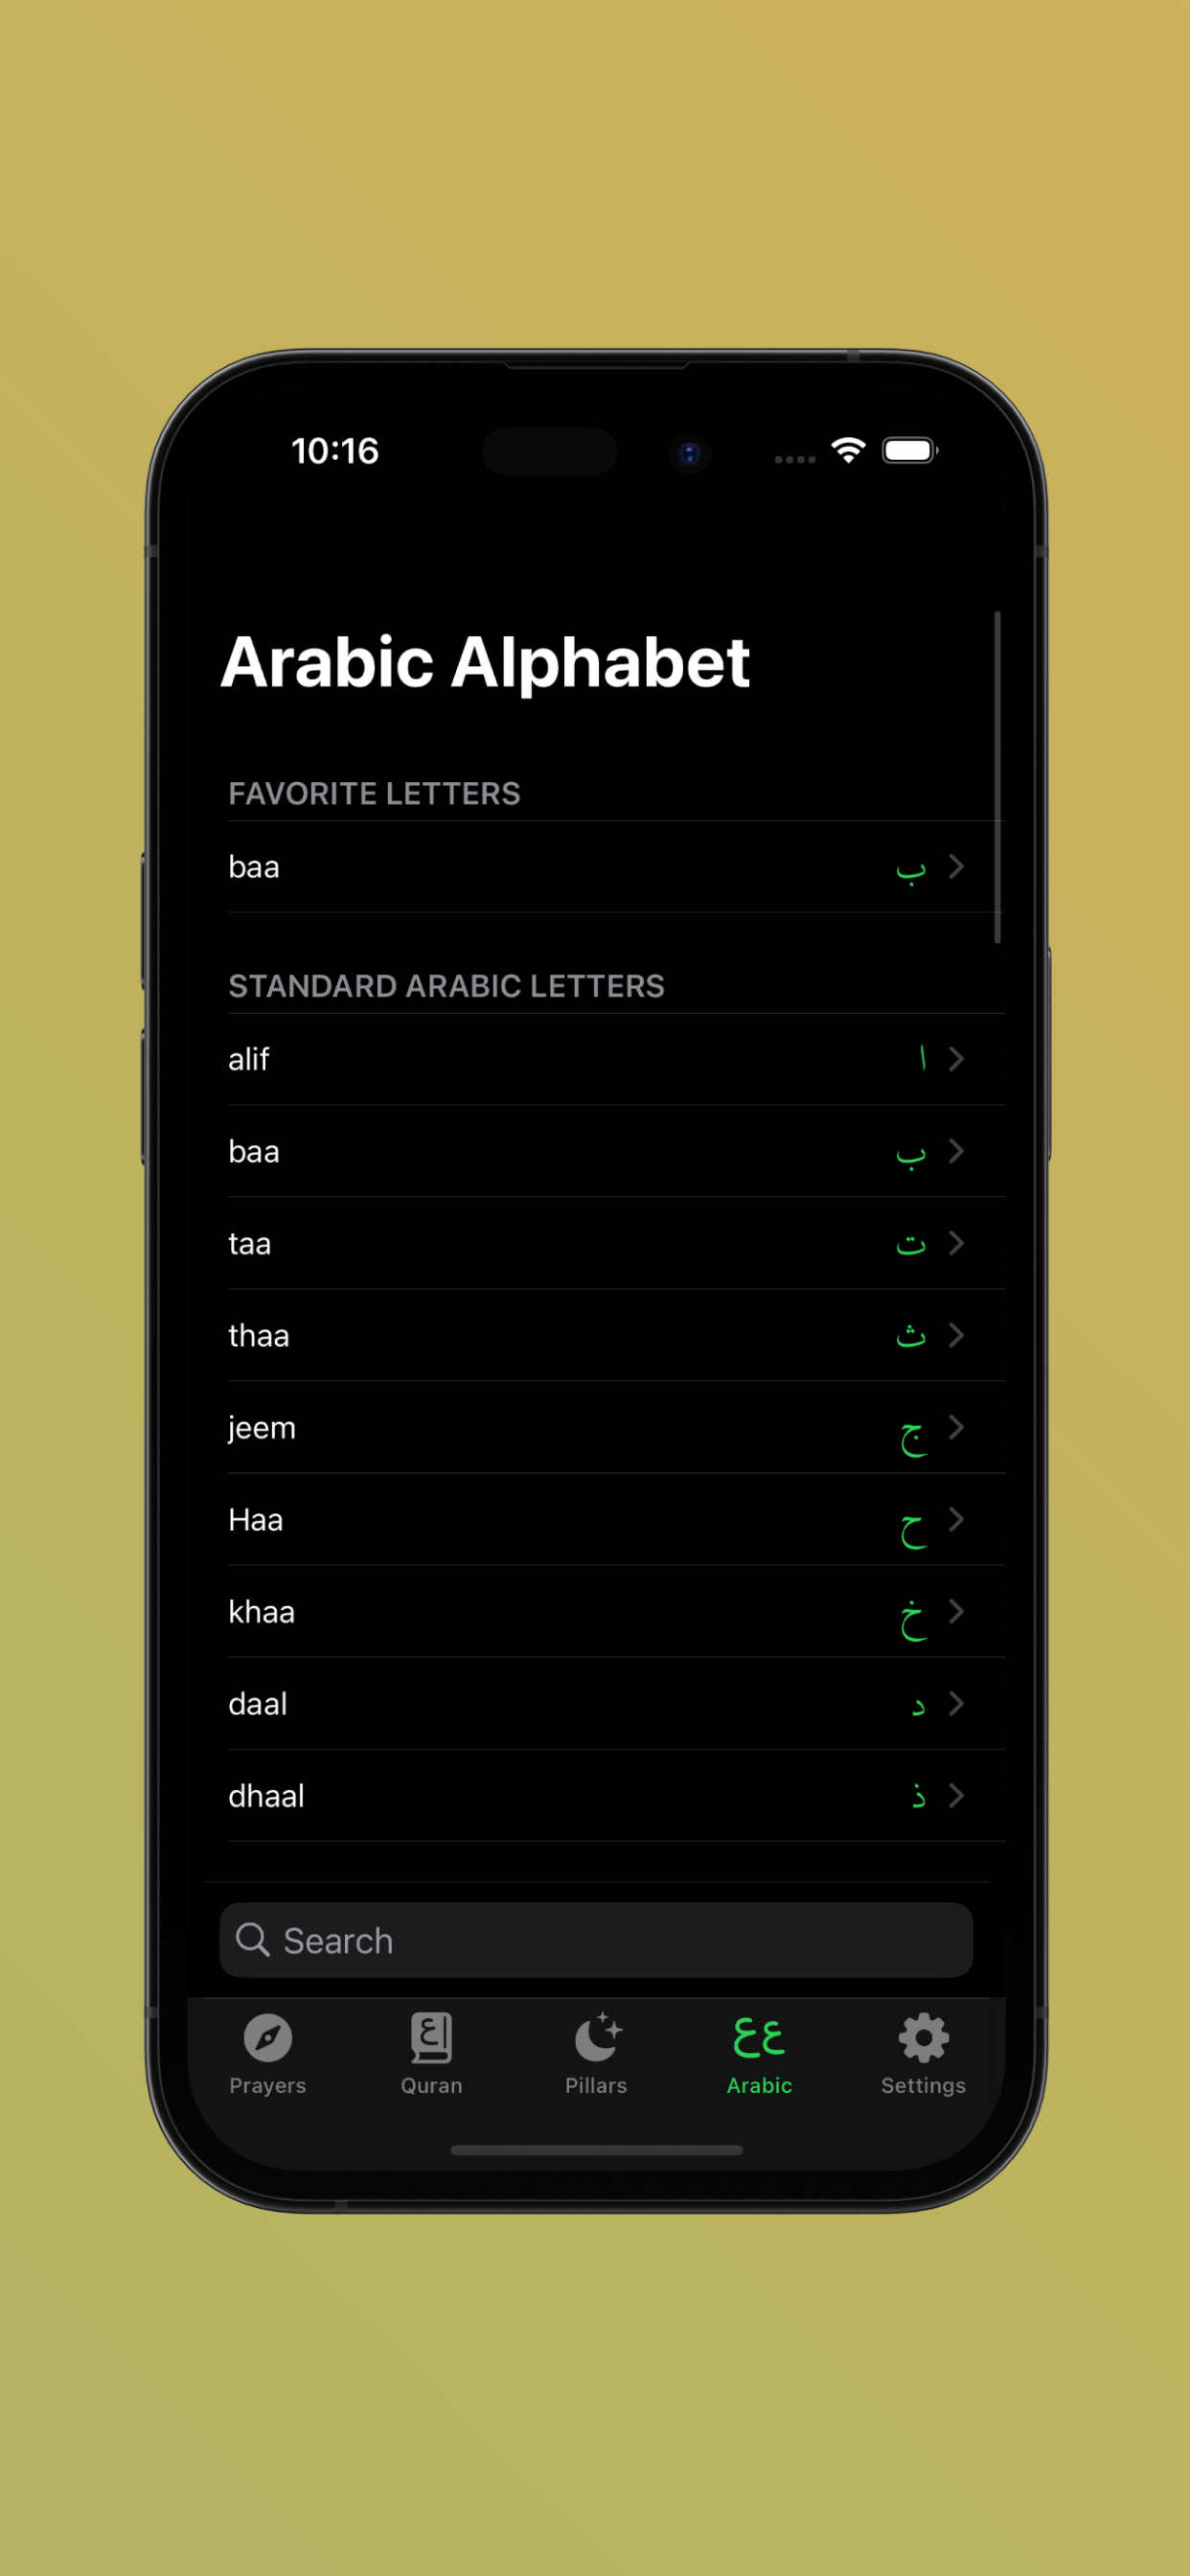 10:16
Arabic Alphabet
FAVORITE LETTERS
baa ب
STANDARD ARABIC LETTERS
alif ا
baa ب
taa ت
thaa ث
jeem ج
Haa ح
khaa خ
daal د
dhaal ذ
Search
Prayers Quran Pillars Arabic Settings